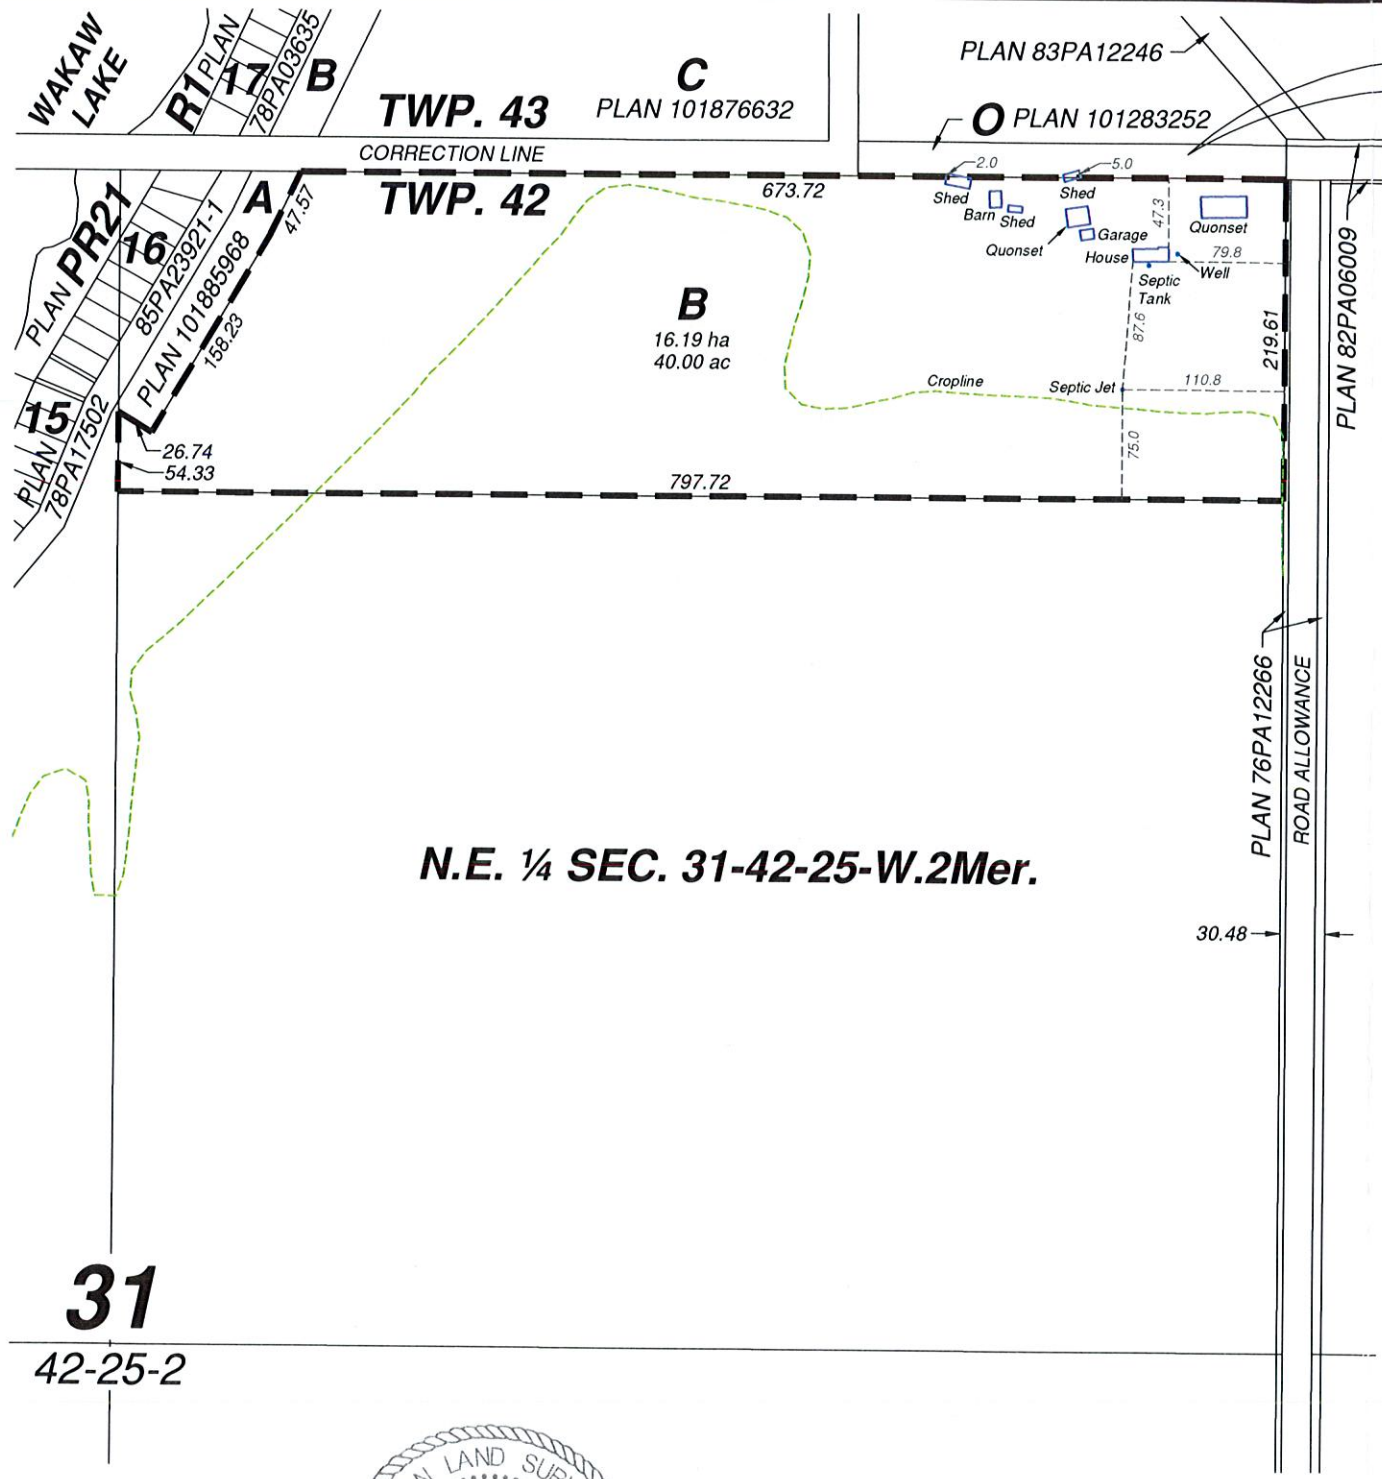 WAKAW
LAKE
R1 PLAN
17
78PA03635
B
TWP. 43
C
PLAN 101876632
PLAN 83PA12246
O PLAN 101283252
CORRECTION LINE
PLAN PR21
16
85PA23921-1
A
PLAN 101885968
47.57
158.23
TWP. 42
673.72
2.0
Shed
Barn
Shed
5.0
Shed
Quonset
Garage
House
47.3
Quonset
79.8
Well
Septic
Tank
87.6
219.61
PLAN 82PA06009
B
16.19 ha
40.00 ac
Cropline
Septic Jet
110.8
75.0
15
PLAN
78PA17502
26.74
54.33
797.72
PLAN 76PA12266
ROAD ALLOWANCE
N.E. ¼ SEC. 31-42-25-W.2Mer.
30.48
31
42-25-2
N LAND SUR